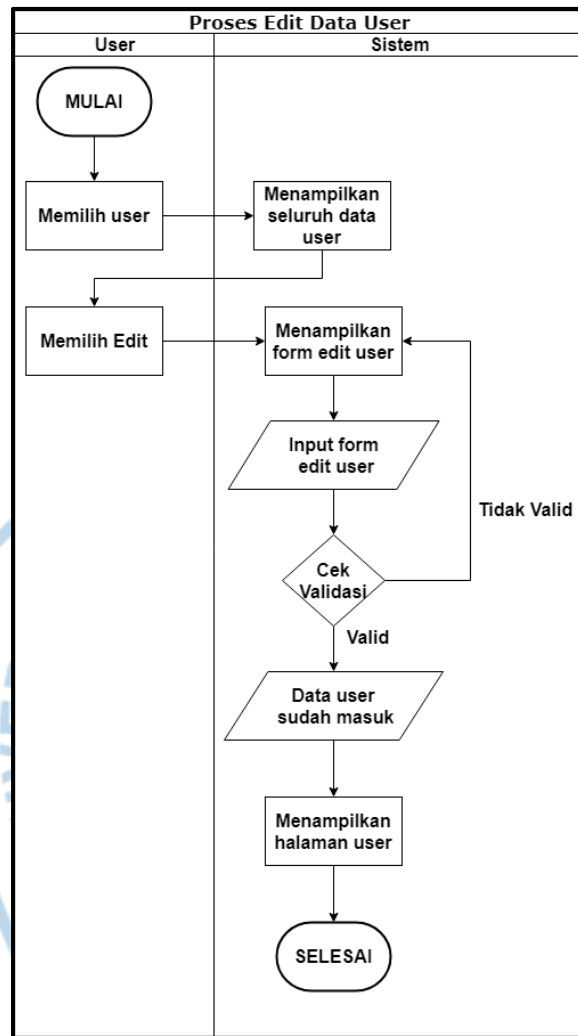 Proses Edit Data User
User
Sistem
MULAI
Memilih user
Menampilkan
seluruh data
user
Memilih Edit
Menampilkan
form edit user
Input form
edit user
Tidak Valid
Cek
Validasi
Valid
Data user
sudah masuk
Menampilkan
halaman user
SELESAI